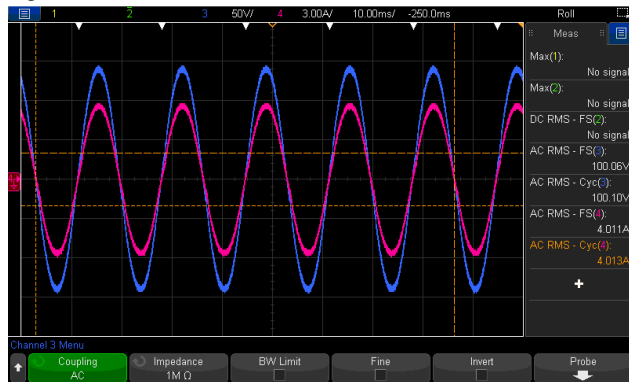 1 2 3 50V/ 4 3.00A/ 10.00ms/ -250.0ms Roll
Meas
Max(1):
No signal
Max(2):
No signal
DC RMS - FS(2):
No signal
AC RMS - FS(3):
100.06V
AC RMS - Cyc(3):
100.10V
AC RMS - FS(4):
4.011A
AC RMS - Cyc(4):
4.013A
+
Channel 3 Menu
Coupling Impedance BW Limit Fine Invert Probe
AC 1M Ω